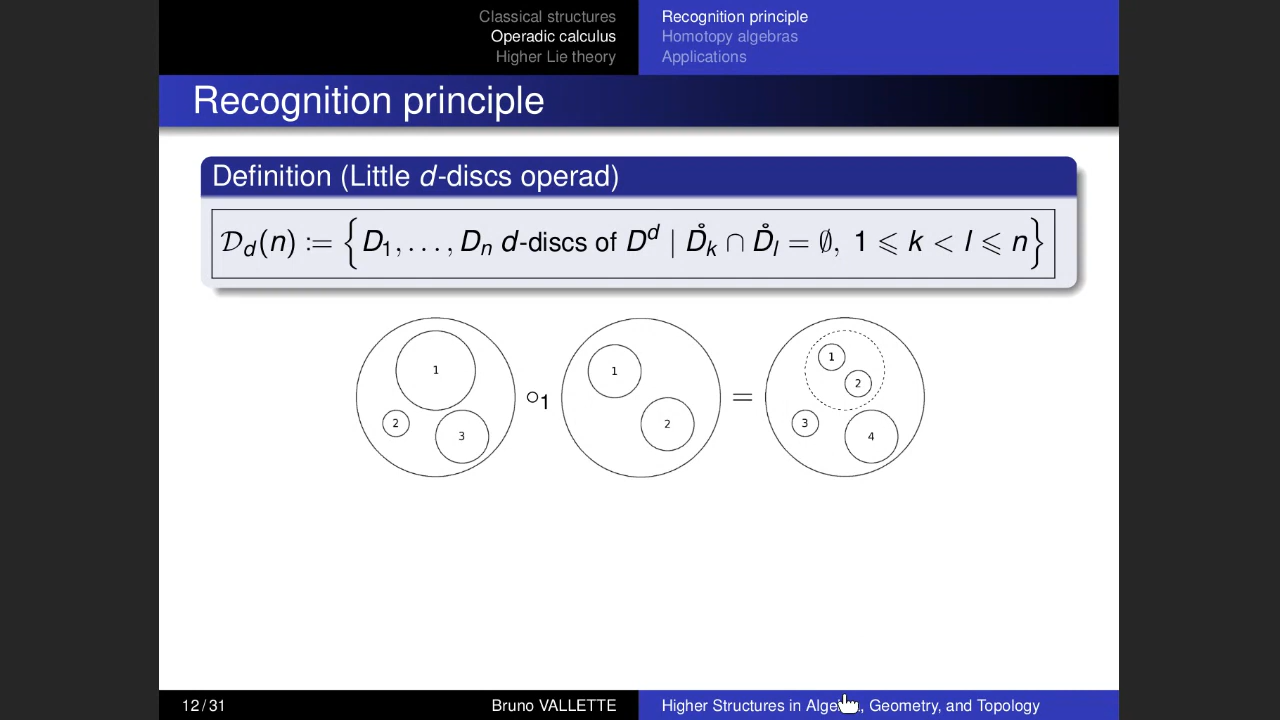 Classical structures
Operadic calculus
Higher Lie theory
Recognition principle
Homotopy algebras
Applications
Recognition principle
Definition (Little d-discs operad)
𝒟_d(n) := { D₁, . . . , Dₙ d-discs of D^d | D̊ₖ ∩ D̊ₗ = ∅, 1 ⩽ k < l ⩽ n }
1 2 3 ∘₁ 1 2 = 1 2 3 4
12 / 31 Bruno VALLETTE Higher Structures in Algebra, Geometry, and Topology